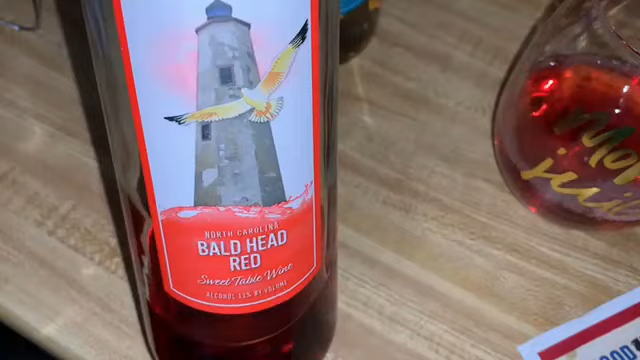 NORTH CAROLINA
BALD HEAD
RED
Sweet Table Wine
ALCOHOL 11% BY VOLUME